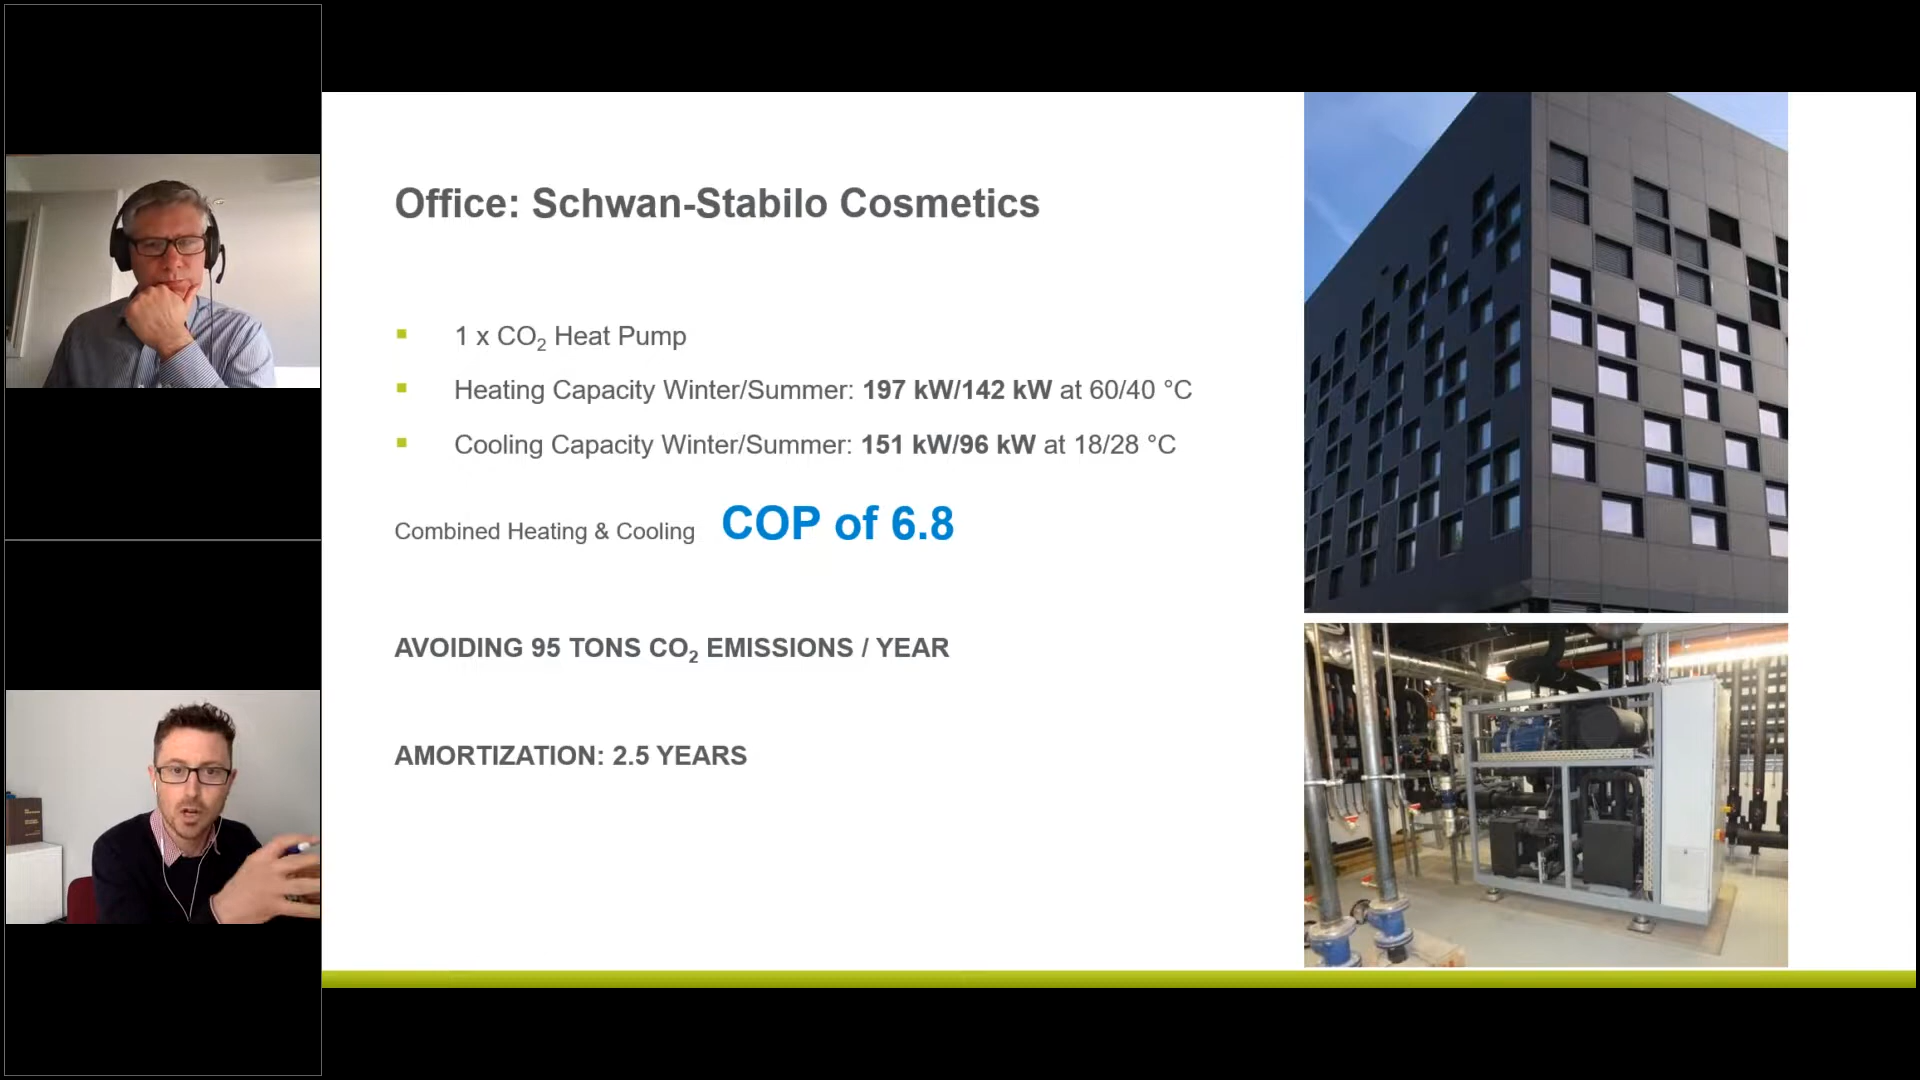 Office: Schwan-Stabilo Cosmetics
1 x CO₂ Heat Pump
Heating Capacity Winter/Summer: 197 kW/142 kW at 60/40 °C
Cooling Capacity Winter/Summer: 151 kW/96 kW at 18/28 °C
Combined Heating & Cooling COP of 6.8
AVOIDING 95 TONS CO₂ EMISSIONS / YEAR
AMORTIZATION: 2.5 YEARS